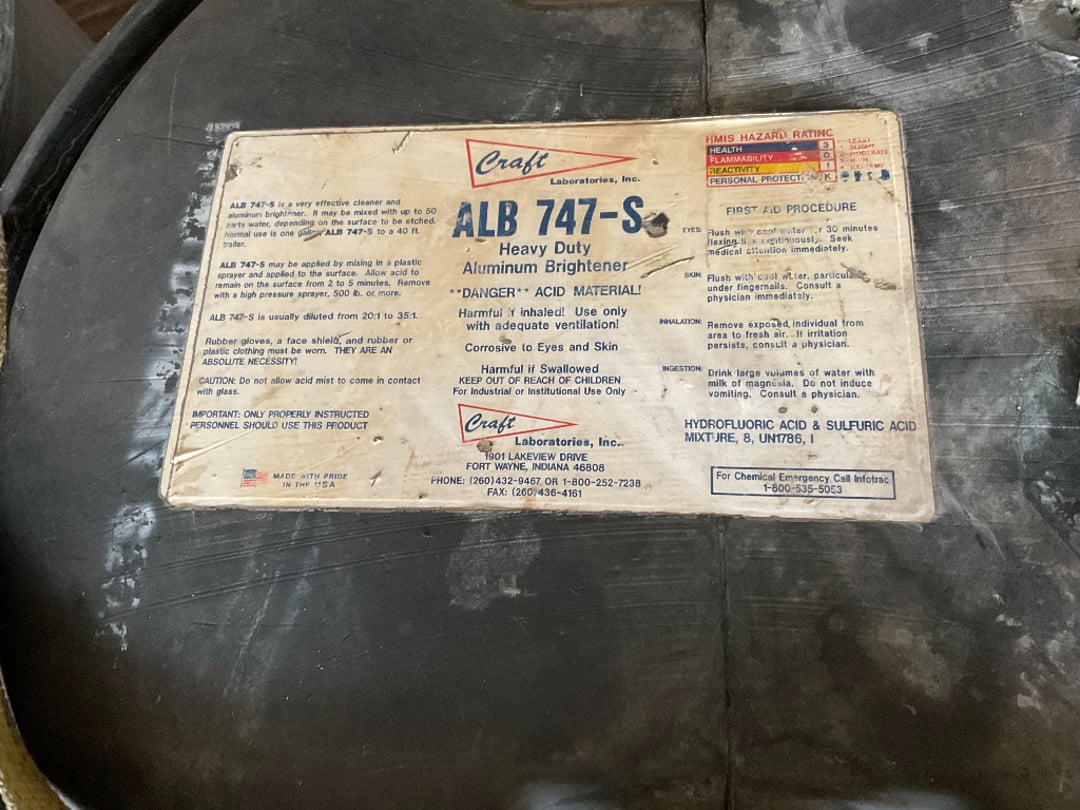 ALB 747-S is a very effective cleaner and
aluminum brightener. It may be mixed with up to 50
parts water, depending on the surface to be etched.
Normal use is one gallon ALB 747-S to a 40 ft.
trailer.
ALB 747-S may be applied by mixing in a plastic
sprayer and applied to the surface. Allow acid to
remain on the surface from 2 to 5 minutes. Remove
with a high pressure sprayer, 500 lb. or more.
ALB 747-S is usually diluted from 20:1 to 35:1.
Rubber gloves, a face shield, and rubber or
plastic clothing must be worn. THEY ARE AN
ABSOLUTE NECESSITY!
CAUTION: Do not allow acid mist to come in contact
with glass.
IMPORTANT: ONLY PROPERLY INSTRUCTED
PERSONNEL SHOULD USE THIS PRODUCT
MADE WITH PRIDE
IN THE USA
Craft
Laboratories, Inc.
ALB 747-S
Heavy Duty
Aluminum Brightener
**DANGER** ACID MATERIAL!
Harmful if inhaled! Use only
with adequate ventilation!
Corrosive to Eyes and Skin
Harmful if Swallowed
KEEP OUT OF REACH OF CHILDREN
For Industrial or Institutional Use Only
Craft
Laboratories, Inc.
1901 LAKEVIEW DRIVE
FORT WAYNE, INDIANA 46808
PHONE: (260)432-9467 OR 1-800-252-7238
FAX: (260)436-4161
HMIS HAZARD RATING
HEALTH 3
FLAMMABILITY 0
REACTIVITY 1
PERSONAL PROTECTION K
LEAST
SLIGHT
MODERATE
HIGH
EXTREME
FIRST AID PROCEDURE
EYES: Flush with cool water for 30 minutes
flexing lids continuously. Seek
medical attention immediately.
SKIN: Flush with cool water, particularly
under fingernails. Consult a
physician immediately.
INHALATION: Remove exposed individual from
area to fresh air. If irritation
persists, consult a physician.
INGESTION: Drink large volumes of water with
milk of magnesia. Do not induce
vomiting. Consult a physician.
HYDROFLUORIC ACID & SULFURIC ACID
MIXTURE, 8, UN1786, I
For Chemical Emergency Call Infotrac
1-800-535-5053